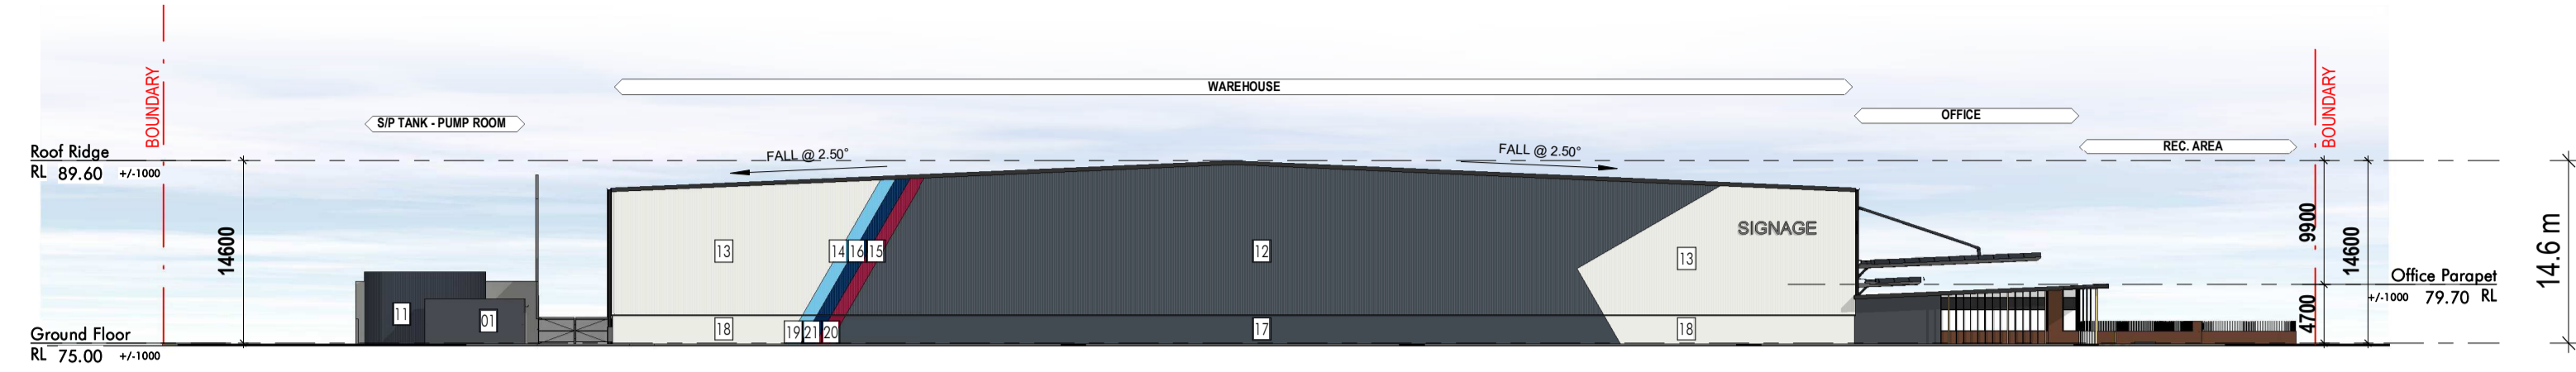 BOUNDARY
WAREHOUSE
BOUNDARY
S/P TANK - PUMP ROOM
OFFICE
REC. AREA
Roof Ridge
RL 89.60 +/-1000
FALL @ 2.50°
FALL @ 2.50°
14600
13
14 16 15
12
SIGNAGE
13
9900
14600
14.6 m
Office Parapet
+/-1000 79.70 RL
11
01
18
19 21 20
17
18
4700
Ground Floor
RL 75.00 +/-1000